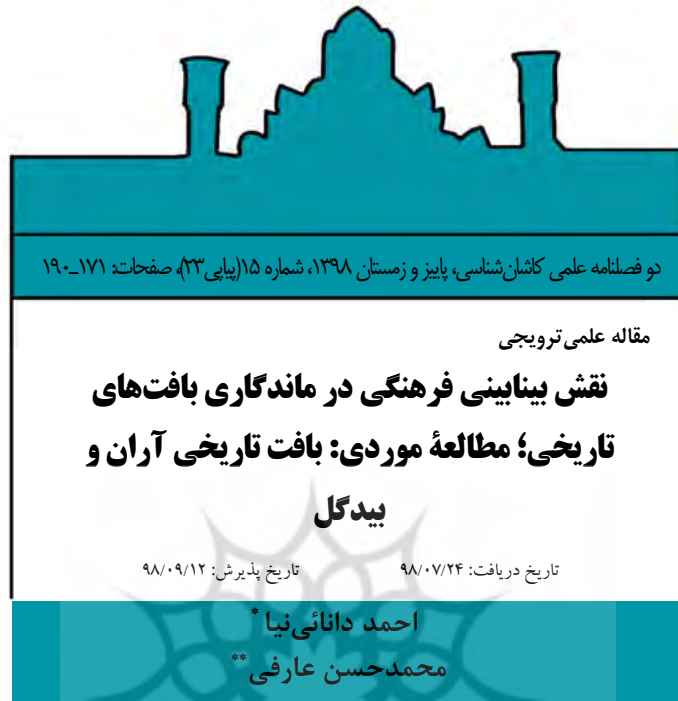 دو فصلنامه علمی کاشان‌شناسی، پاییز و زمستان ۱۳۹۸، شماره ۱۵(پیاپی۲۳)، صفحات: ۱۷۱ـ۱۹۰
مقاله علمی‌ترویجی
نقش بینابینی فرهنگی در ماندگاری بافت‌های
تاریخی؛ مطالعهٔ موردی: بافت تاریخی آران و
بیدگل
تاریخ دریافت: ۹۸/۰۷/۲۴ تاریخ پذیرش: ۹۸/۰۹/۱۲
احمد دانائی‌نیا*
محمدحسن عارفی**